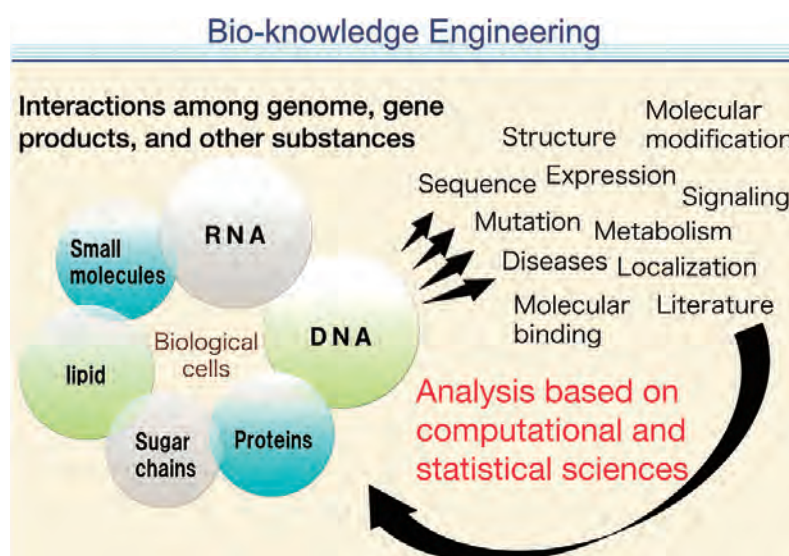 Bio-knowledge Engineering
Interactions among genome, gene
products, and other substances
Molecular
modification
Structure
Sequence
Expression
Signaling
Mutation
Metabolism
Diseases
Localization
Molecular
binding
Literature
RNA
Small
molecules
DNA
Biological
cells
lipid
Sugar
chains
Proteins
Analysis based on
computational and
statistical sciences